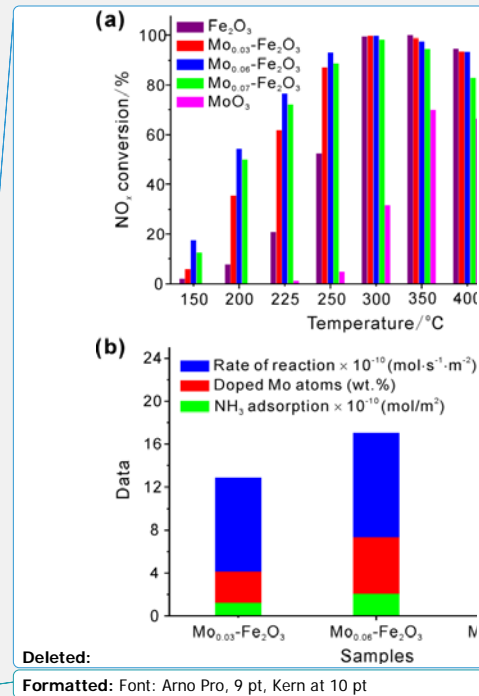 (a)
Fe₂O₃
Mo₀.₀₃-Fe₂O₃
Mo₀.₀₆-Fe₂O₃
Mo₀.₀₇-Fe₂O₃
MoO₃
100
80
60
40
20
0
NOₓ conversion/%
150 200 225 250 300 350 400
Temperature/°C
(b)
Rate of reaction × 10⁻¹⁰ (mol·s⁻¹·m⁻²)
Doped Mo atoms (wt.%)
NH₃ adsorption × 10⁻¹⁰ (mol/m²)
24
20
16
12
8
4
0
Data
Mo₀.₀₃-Fe₂O₃ Mo₀.₀₆-Fe₂O₃ M
Samples
Deleted:
Formatted: Font: Arno Pro, 9 pt, Kern at 10 pt